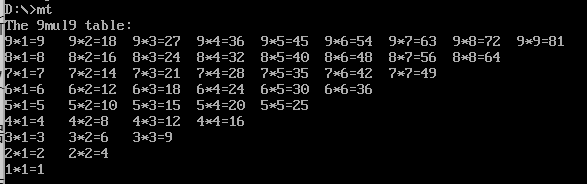 D:\>mt
The 9mul9 table:
9*1=9   9*2=18  9*3=27  9*4=36  9*5=45  9*6=54  9*7=63  9*8=72  9*9=81
8*1=8   8*2=16  8*3=24  8*4=32  8*5=40  8*6=48  8*7=56  8*8=64
7*1=7   7*2=14  7*3=21  7*4=28  7*5=35  7*6=42  7*7=49
6*1=6   6*2=12  6*3=18  6*4=24  6*5=30  6*6=36
5*1=5   5*2=10  5*3=15  5*4=20  5*5=25
4*1=4   4*2=8   4*3=12  4*4=16
3*1=3   3*2=6   3*3=9
2*1=2   2*2=4
1*1=1